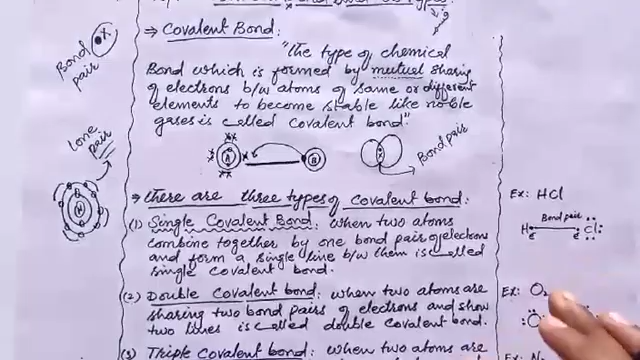 ⇒ Covalent Bond:
"The type of chemical
Bond which is formed by mutual sharing
of electrons b/w atoms of same or different
elements to become stable like noble
gases is called covalent bond"
Bond
pair
x
lone
pair
N
A
B
Bond pair
⇒ There are three types of covalent bond:
(1) Single Covalent Bond: when two atoms
combine together by one bond pair of electron
and form a single line b/w them is called
single covalent bond.
Ex: HCl
Bond pair
H Cl:
e e
(2) Double Covalent bond: when two atoms are
sharing two bond pairs of electrons and show
two lines is called double covalent bond.
Ex: O₂
:O
(3) Triple Covalent bond: when two atoms are
Ex: N₂